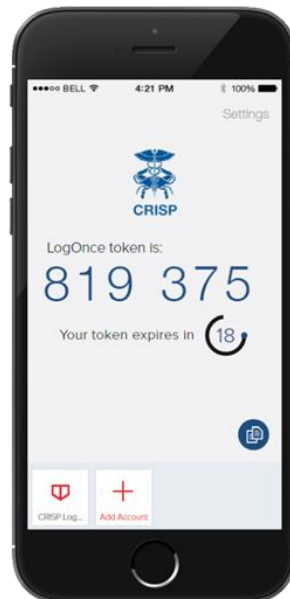 ●●●○○ BELL 4:21 PM 100%
Settings
CRISP
LogOnce token is:
819 375
Your token expires in 18
CRISP Log... Add Account